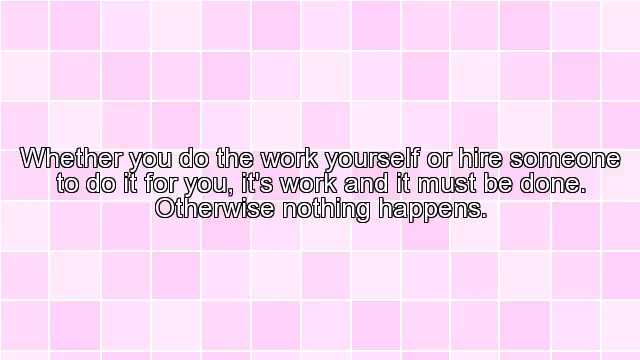 Whether you do the work yourself or hire someone
to do it for you, it's work and it must be done.
Otherwise nothing happens.